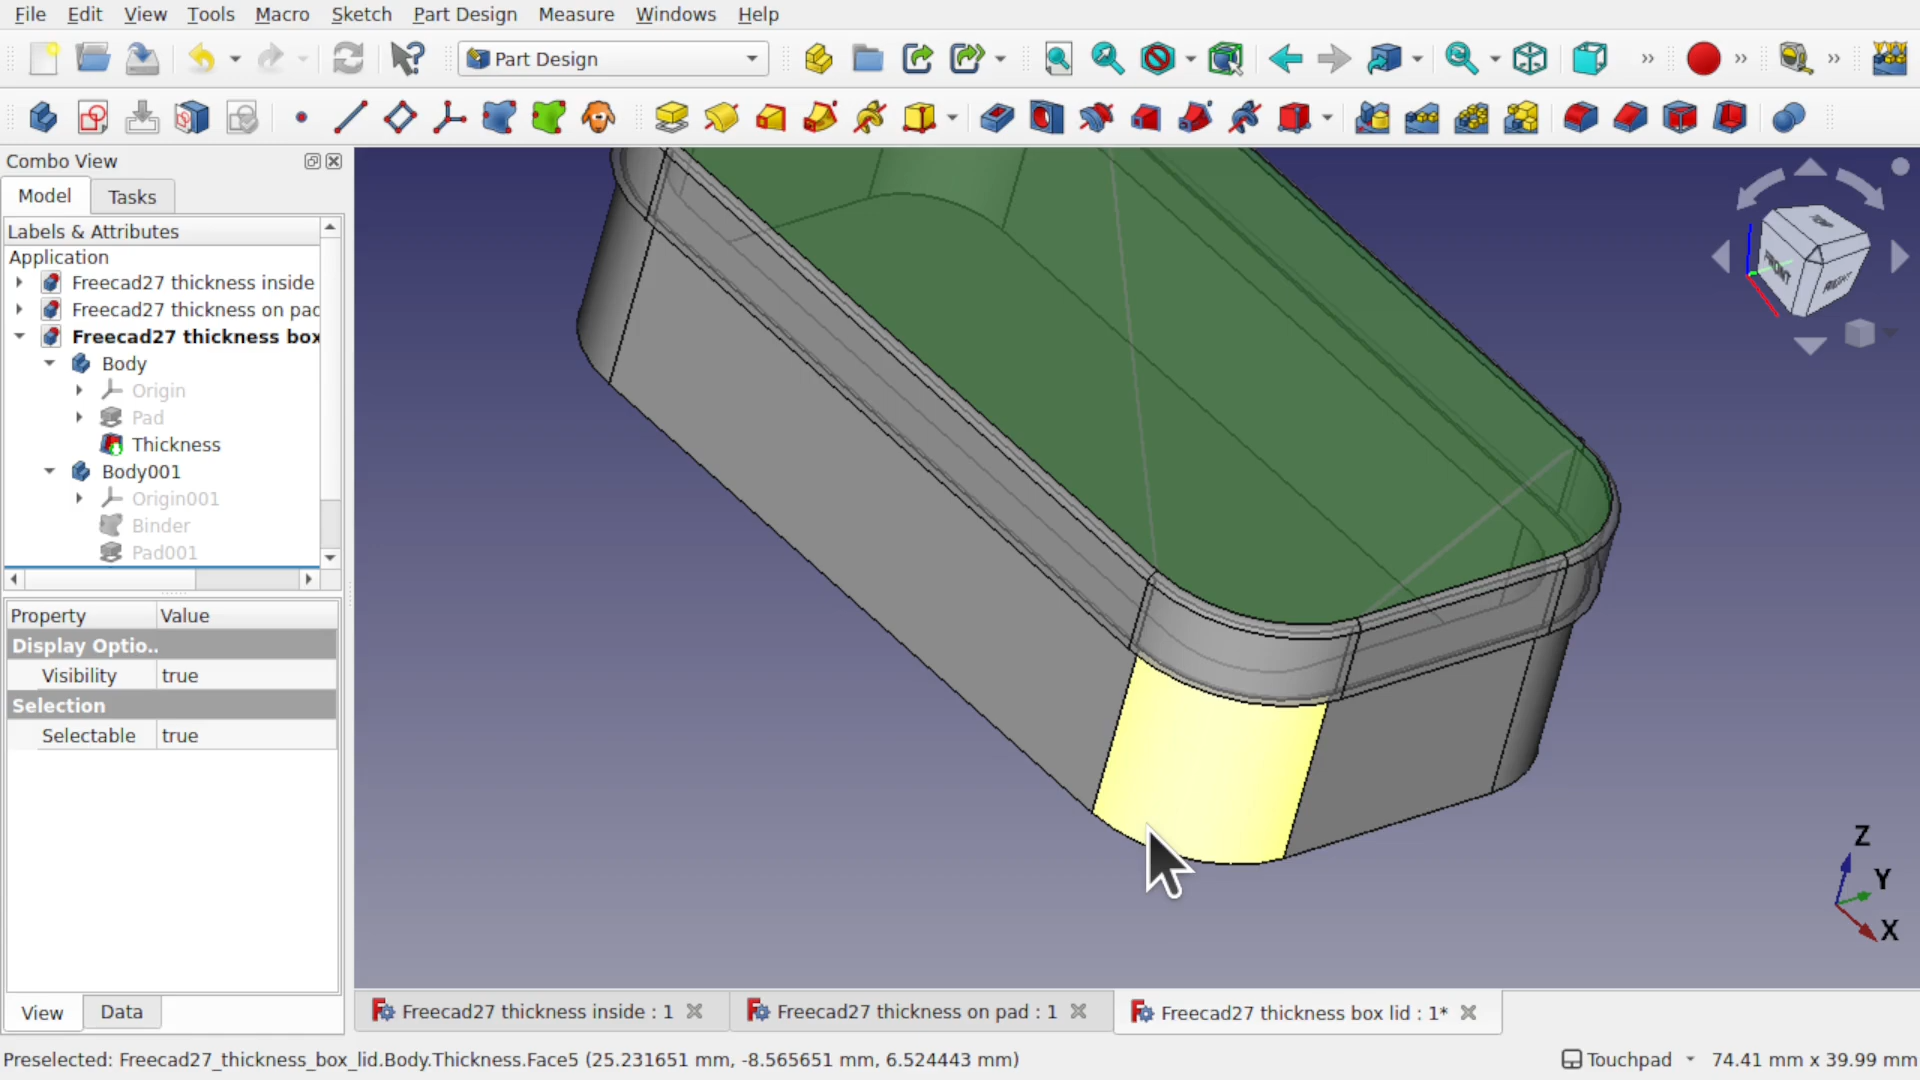 File Edit View Tools Macro Sketch Part Design Measure Windows Help
Part Design
Combo View
Model Tasks
Labels & Attributes
Application
Freecad27 thickness inside
Freecad27 thickness on pad
Freecad27 thickness box
Body
Origin
Pad
Thickness
Body001
Origin001
Binder
Pad001
Property Value
Display Optio..
Visibility true
Selection
Selectable true
View Data
FRONT
RIGHT
Z
Y
X
Freecad27 thickness inside : 1
Freecad27 thickness on pad : 1
Freecad27 thickness box lid : 1*
Preselected: Freecad27_thickness_box_lid.Body.Thickness.Face5 (25.231651 mm, -8.565651 mm, 6.524443 mm)
Touchpad 74.41 mm x 39.99 mm